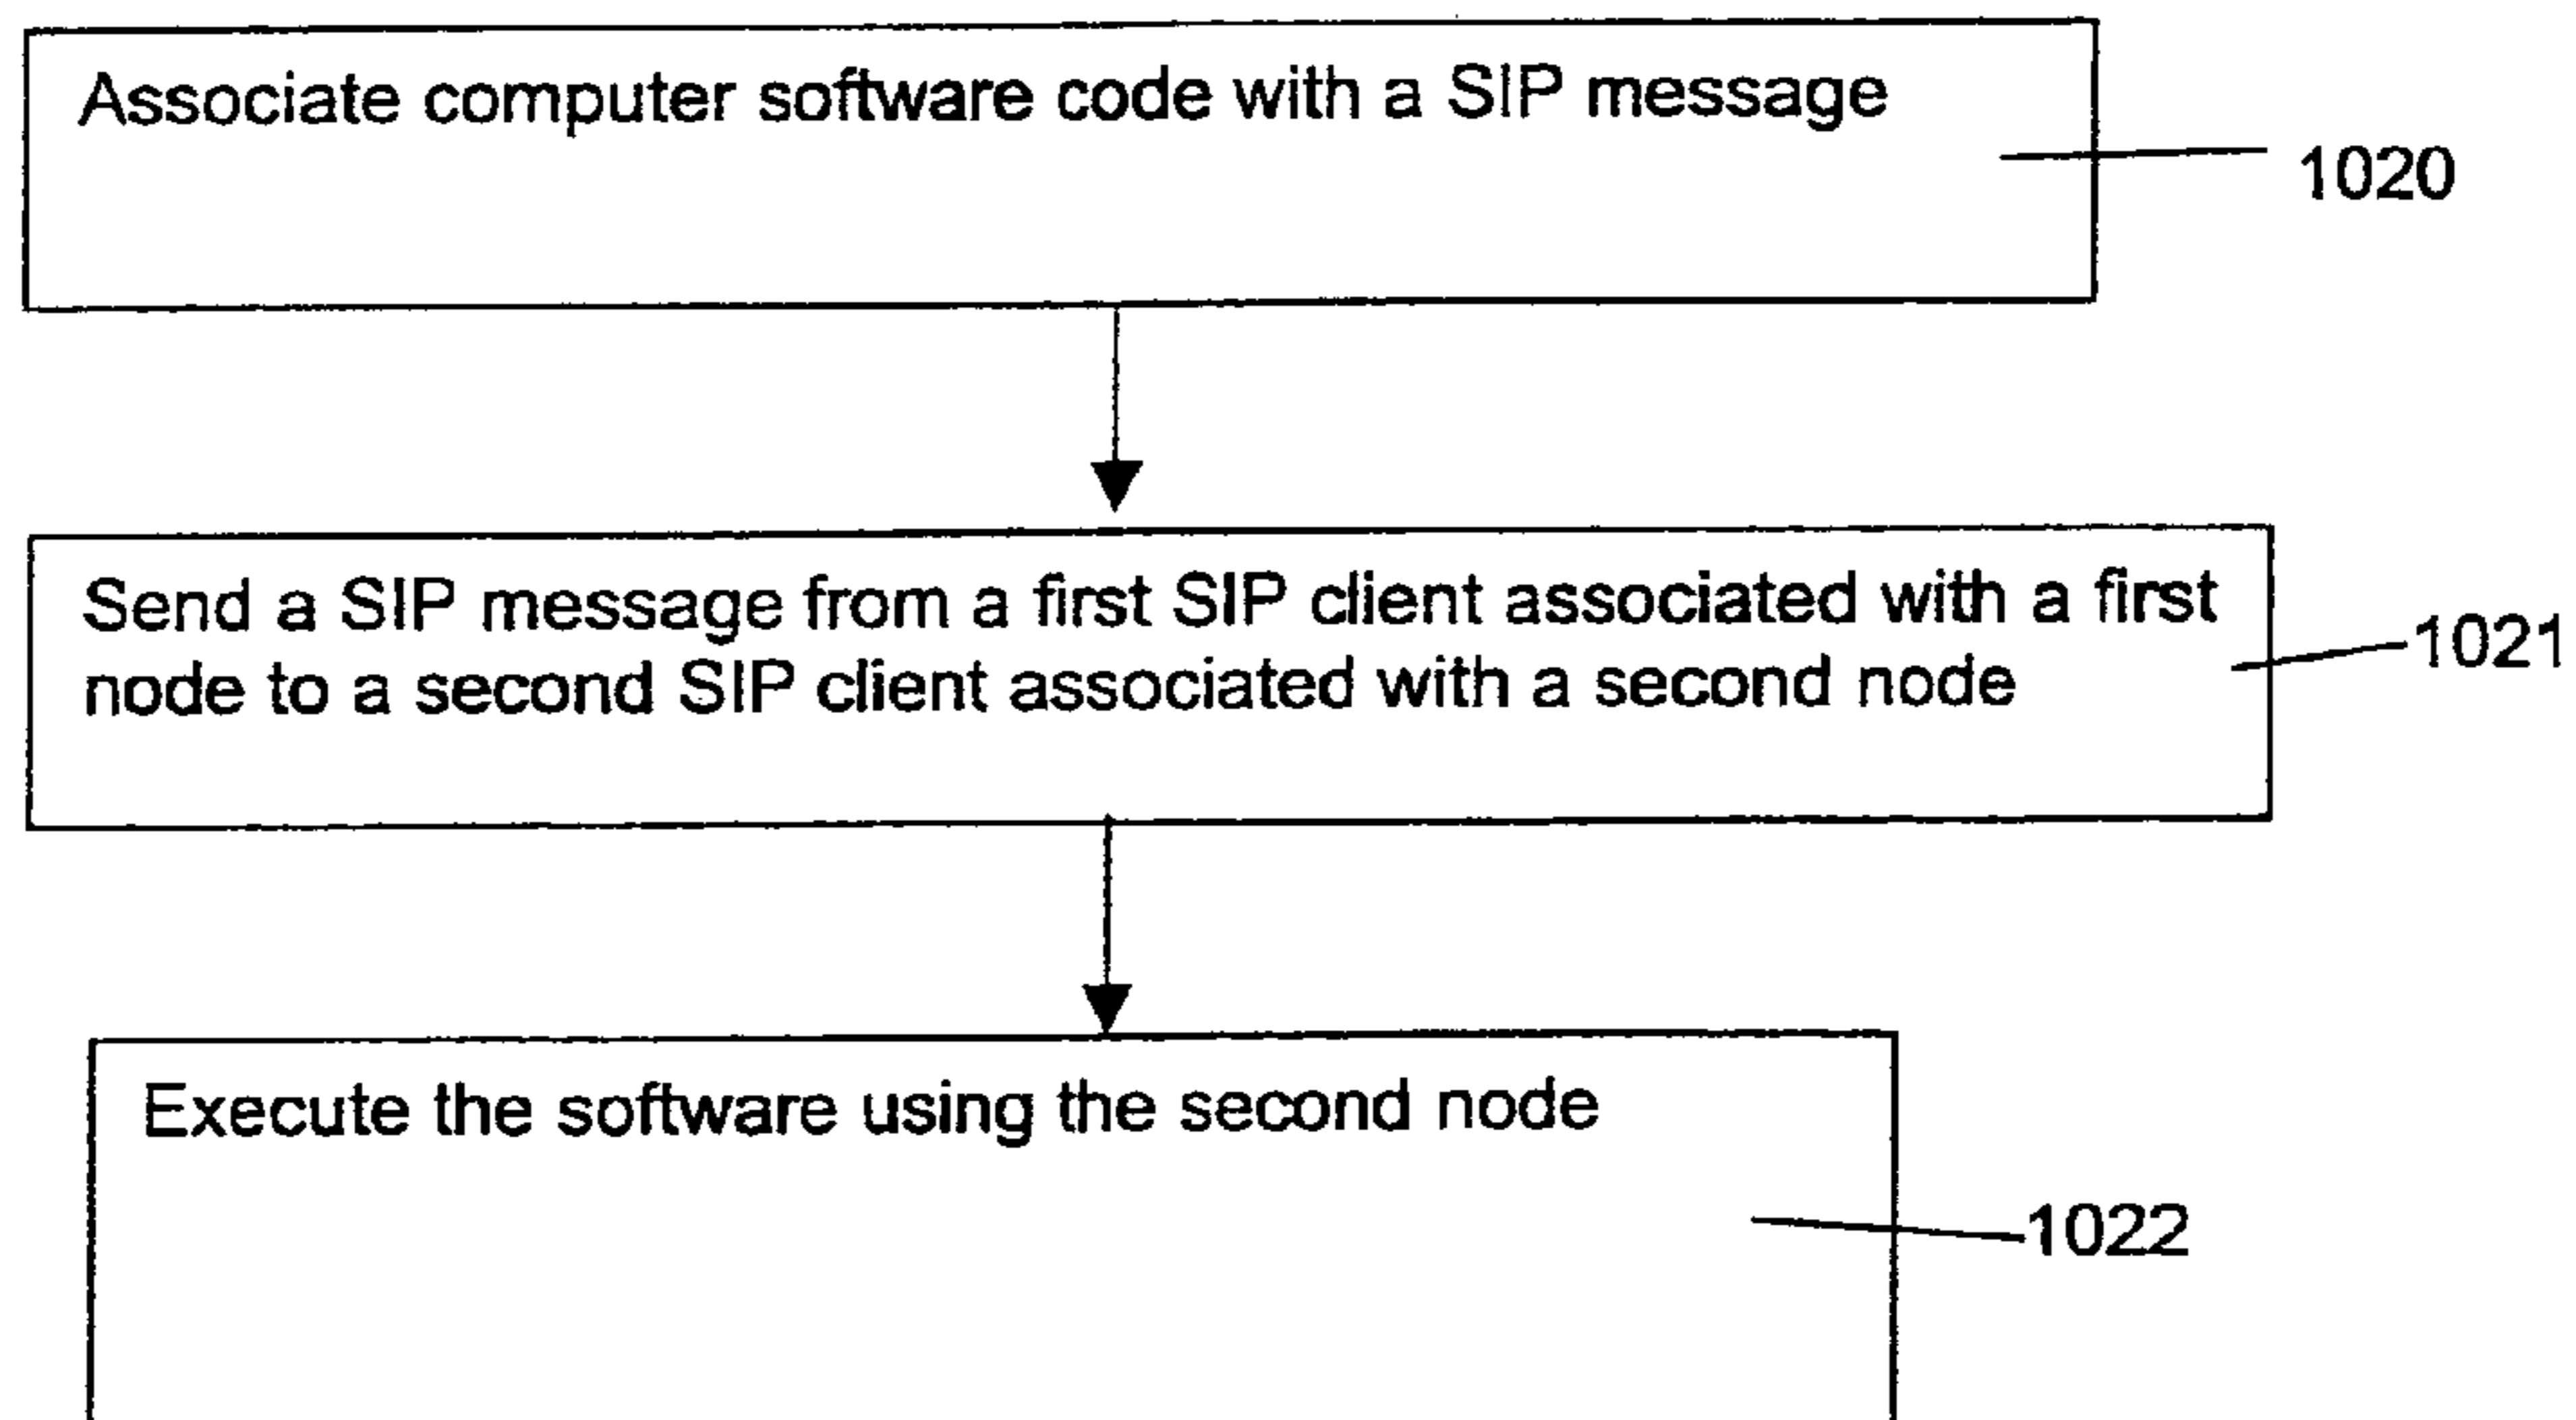 Associate computer software code with a SIP message
1020
Send a SIP message from a first SIP client associated with a first
node to a second SIP client associated with a second node
1021
Execute the software using the second node
1022